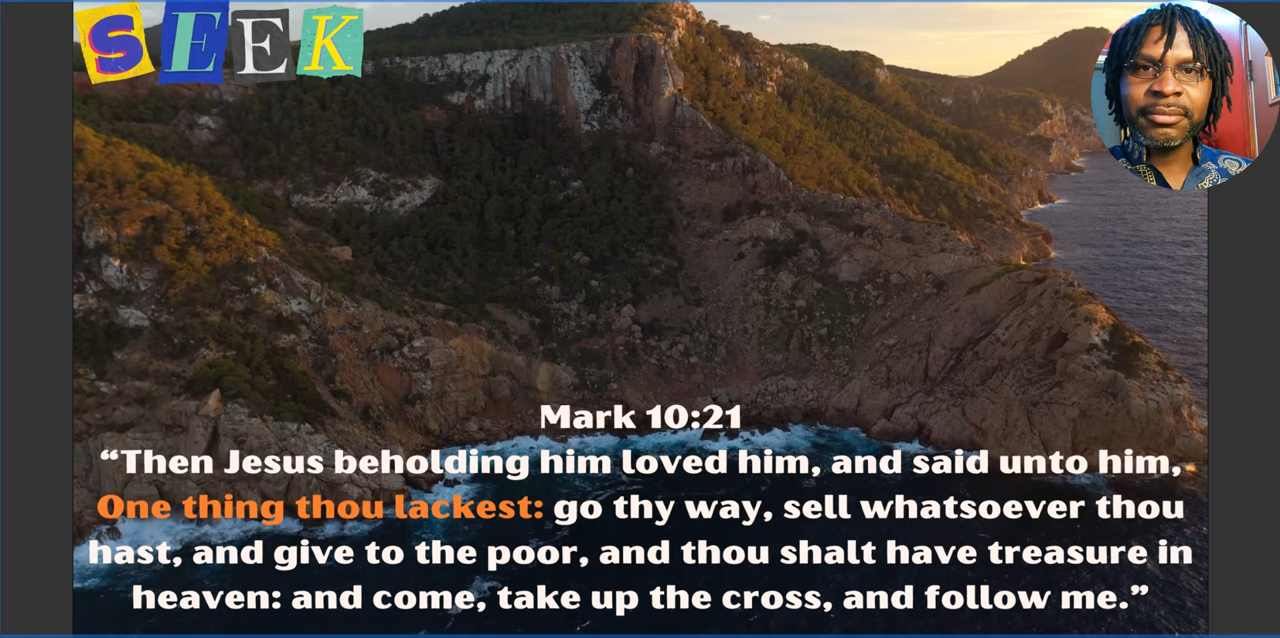 SEEK
Mark 10:21
“Then Jesus beholding him loved him, and said unto him,
One thing thou lackest: go thy way, sell whatsoever thou
hast, and give to the poor, and thou shalt have treasure in
heaven: and come, take up the cross, and follow me.”